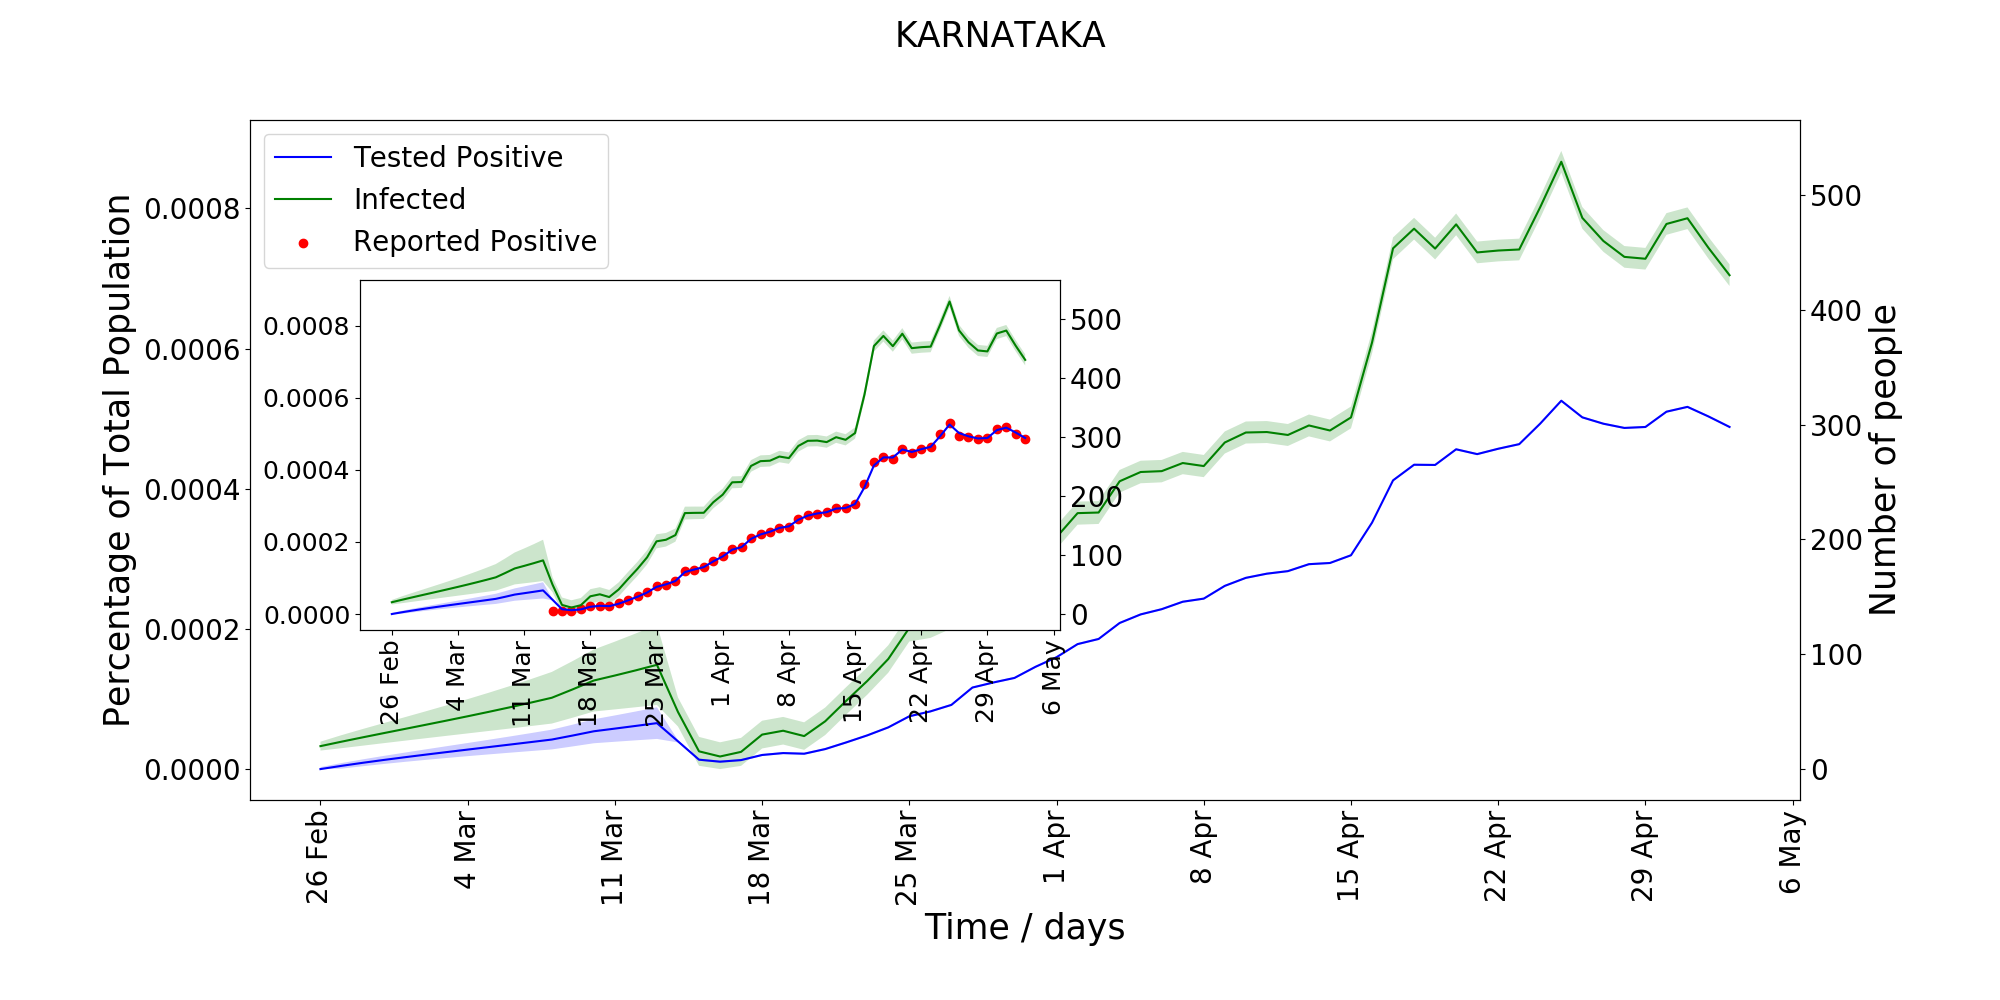 KARNATAKA
Tested Positive
Infected
Reported Positive
Percentage of Total Population
0.0008
0.0006
0.0004
0.0002
0.0000
0.0008
0.0006
0.0004
0.0002
0.0000
500
400
300
200
100
0
26 Feb
4 Mar
11 Mar
18 Mar
25 Mar
1 Apr
8 Apr
15 Apr
22 Apr
29 Apr
6 May
500
400
300
200
100
0
Number of people
26 Feb
4 Mar
11 Mar
18 Mar
25 Mar
1 Apr
8 Apr
15 Apr
22 Apr
29 Apr
6 May
Time / days